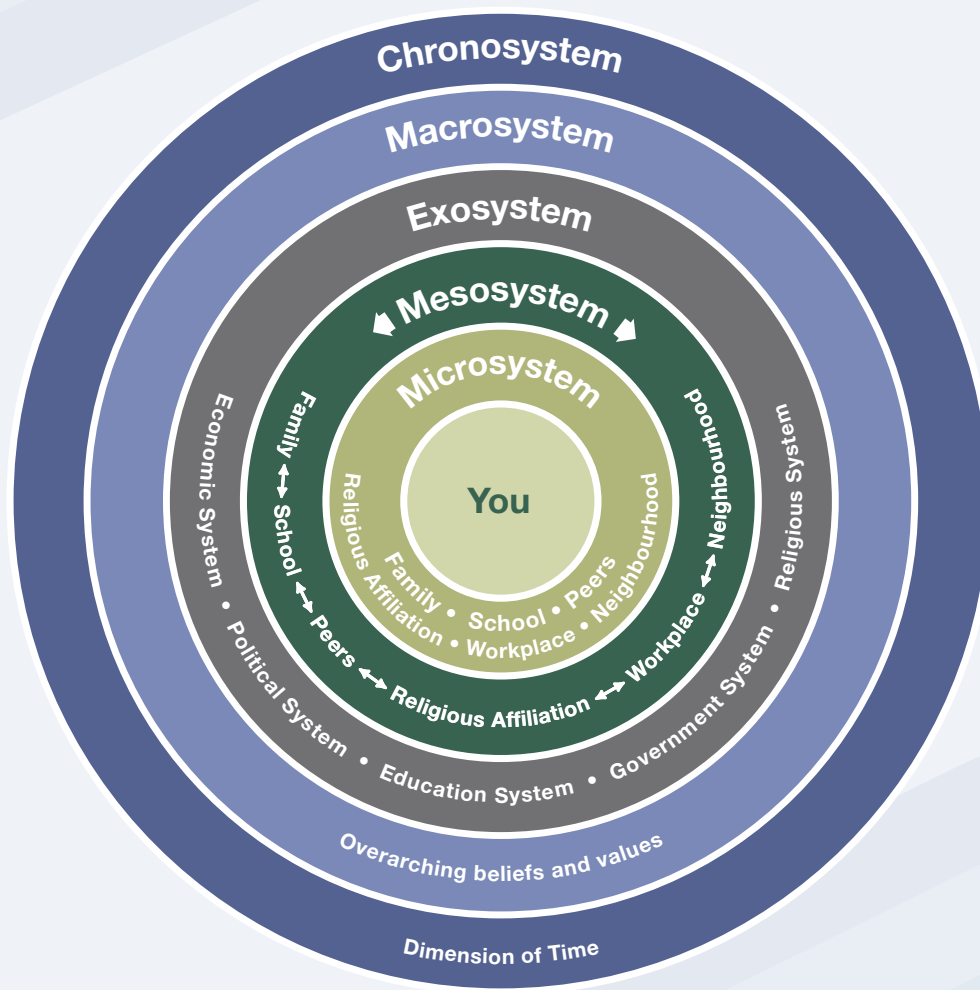 Chronosystem
Macrosystem
Exosystem
Mesosystem
Microsystem
You
Family • School • Peers
Religious Affiliation • Workplace • Neighbourhood
Family ↔ School ↔ Peers ↔ Religious Affiliation ↔ Workplace ↔ Neighbourhood
Economic System • Political System • Education System • Government System • Religious System
Overarching beliefs and values
Dimension of Time